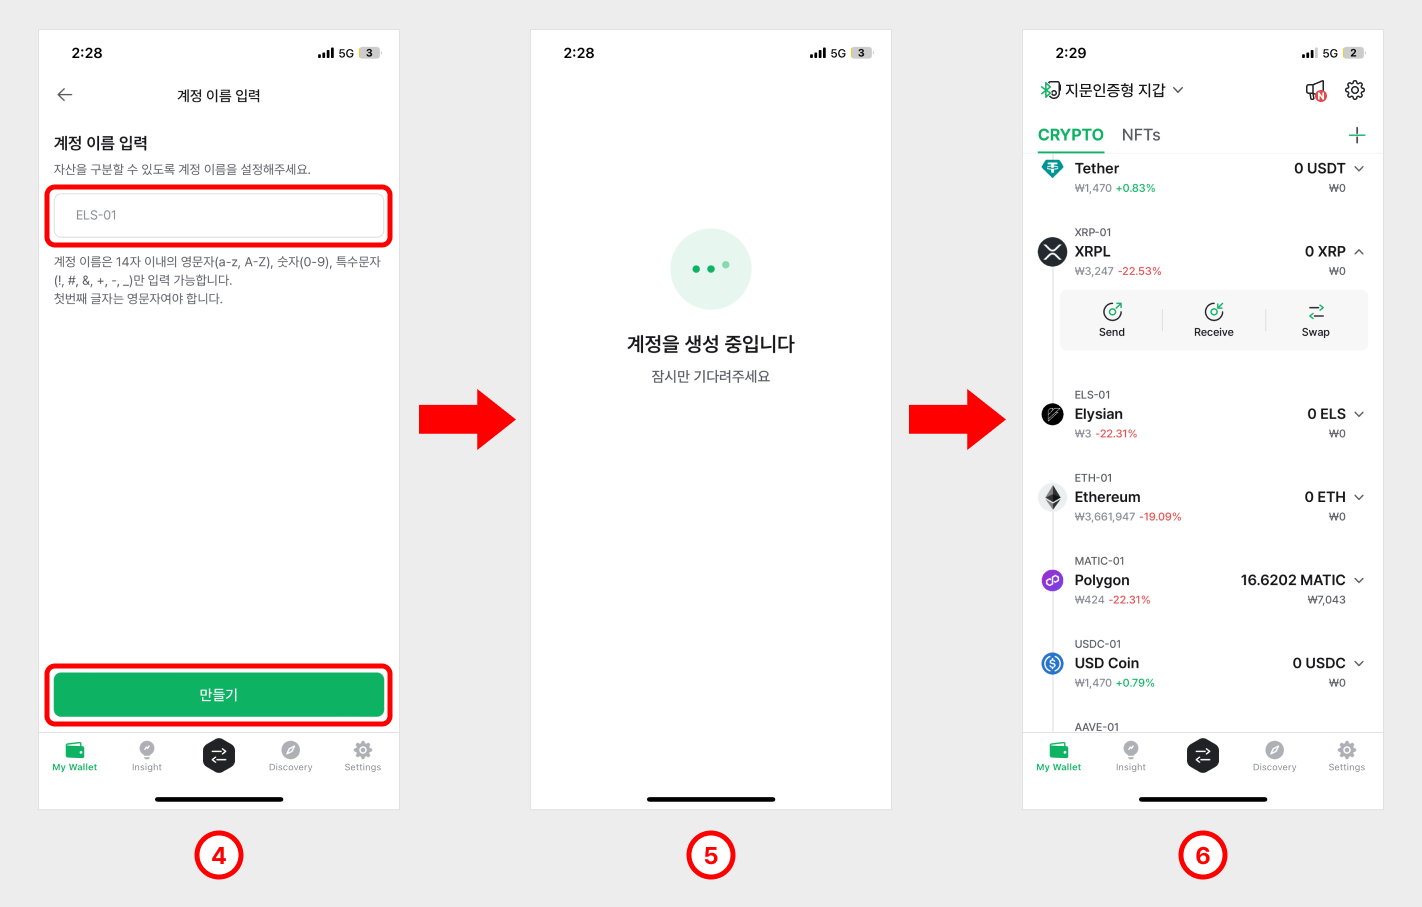 2:28
5G 3
계정 이름 입력
계정 이름 입력
자산을 구분할 수 있도록 계정 이름을 설정해주세요.
ELS-01
계정 이름은 14자 이내의 영문자(a-z, A-Z), 숫자(0-9), 특수문자
(!, #, &, +, -, _)만 입력 가능합니다.
첫번째 글자는 영문자여야 합니다.
만들기
My Wallet
Insight
Discovery
Settings
4
2:28
5G 3
계정을 생성 중입니다
잠시만 기다려주세요
5
2:29
5G 2
지문인증형 지갑
N
CRYPTO NFTs
Tether 0 USDT
₩1,470 +0.83% ₩0
XRP-01
XRPL 0 XRP
₩3,247 -22.53% ₩0
Send Receive Swap
ELS-01
Elysian 0 ELS
₩3 -22.31% ₩0
ETH-01
Ethereum 0 ETH
₩3,661,947 -19.09% ₩0
MATIC-01
Polygon 16.6202 MATIC
₩424 -22.31% ₩7,043
USDC-01
USD Coin 0 USDC
₩1,470 +0.79% ₩0
AAVE-01
My Wallet
Insight
Discovery
Settings
6